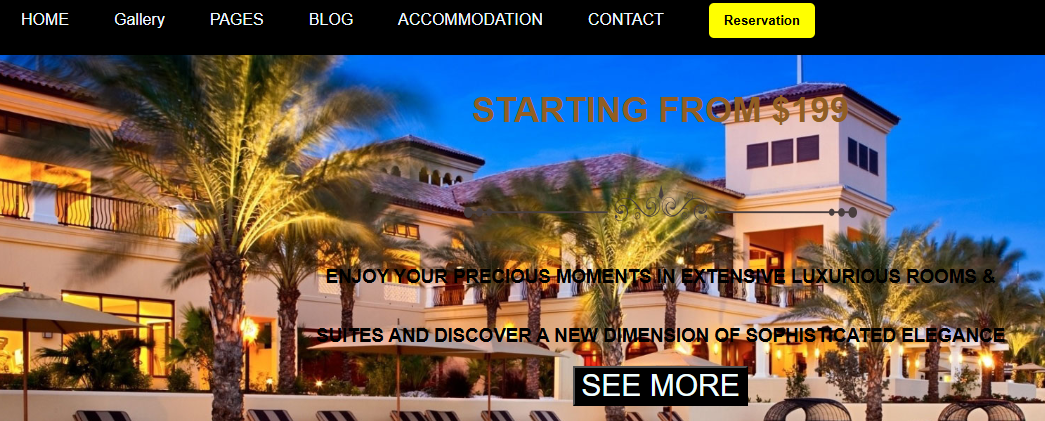 HOME Gallery PAGES BLOG ACCOMMODATION CONTACT Reservation
STARTING FROM $199
ENJOY YOUR PRECIOUS MOMENTS IN EXTENSIVE LUXURIOUS ROOMS &
SUITES AND DISCOVER A NEW DIMENSION OF SOPHISTICATED ELEGANCE
SEE MORE